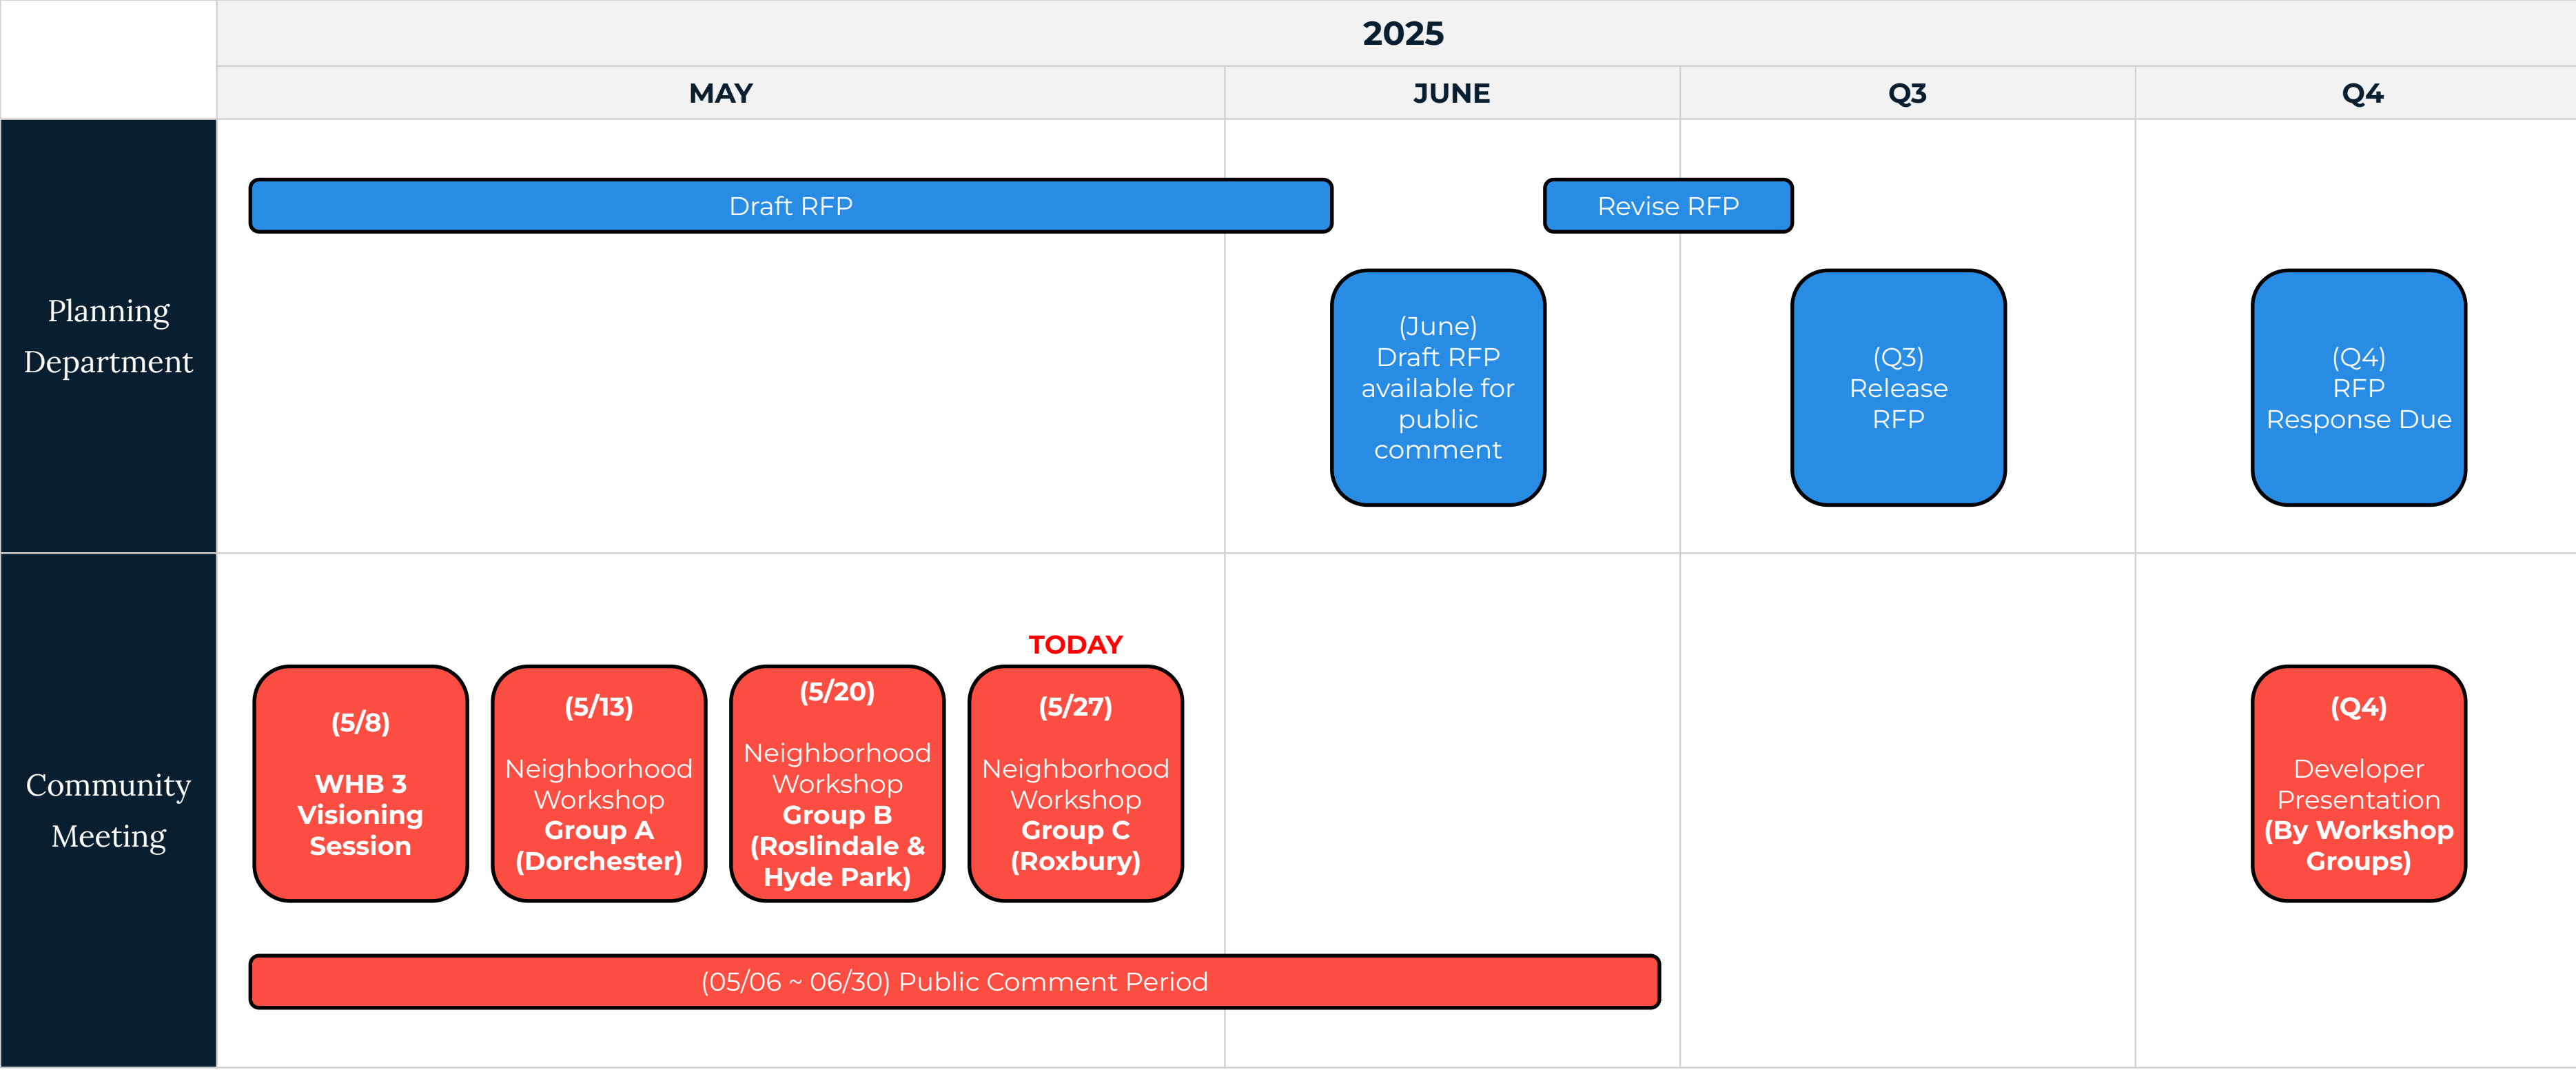 2025
MAY
JUNE
Q3
Q4
Planning
Department
Draft RFP
Revise RFP
(June)
Draft RFP
available for
public
comment
(Q3)
Release
RFP
(Q4)
RFP
Response Due
Community
Meeting
TODAY
(5/8)
WHB 3
Visioning
Session
(5/13)
Neighborhood
Workshop
Group A
(Dorchester)
(5/20)
Neighborhood
Workshop
Group B
(Roslindale &
Hyde Park)
(5/27)
Neighborhood
Workshop
Group C
(Roxbury)
(Q4)
Developer
Presentation
(By Workshop
Groups)
(05/06 ~ 06/30) Public Comment Period